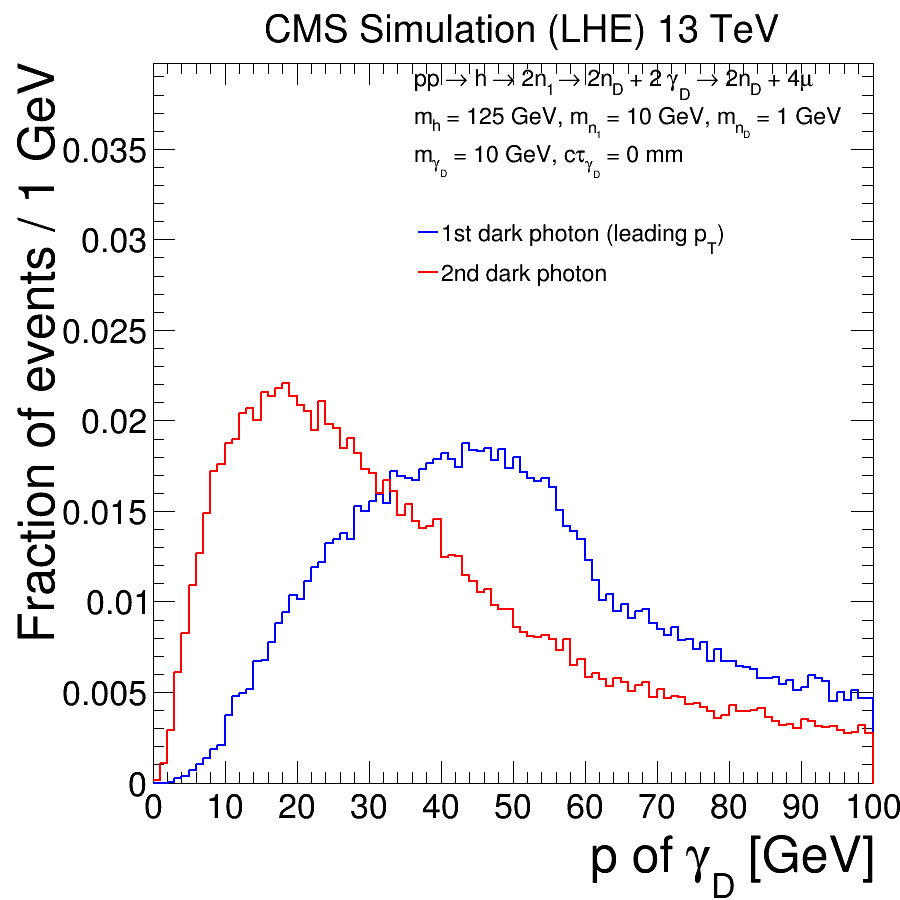 CMS Simulation (LHE) 13 TeV
pp → h → 2n1 → 2nD + 2 γD → 2nD + 4μ
mh = 125 GeV, mn1 = 10 GeV, mnD = 1 GeV
mγD = 10 GeV, cτγD = 0 mm
1st dark photon (leading pT)
2nd dark photon
Fraction of events / 1 GeV
0.035
0.03
0.025
0.02
0.015
0.01
0.005
0
0 10 20 30 40 50 60 70 80 90 100
p of γD [GeV]